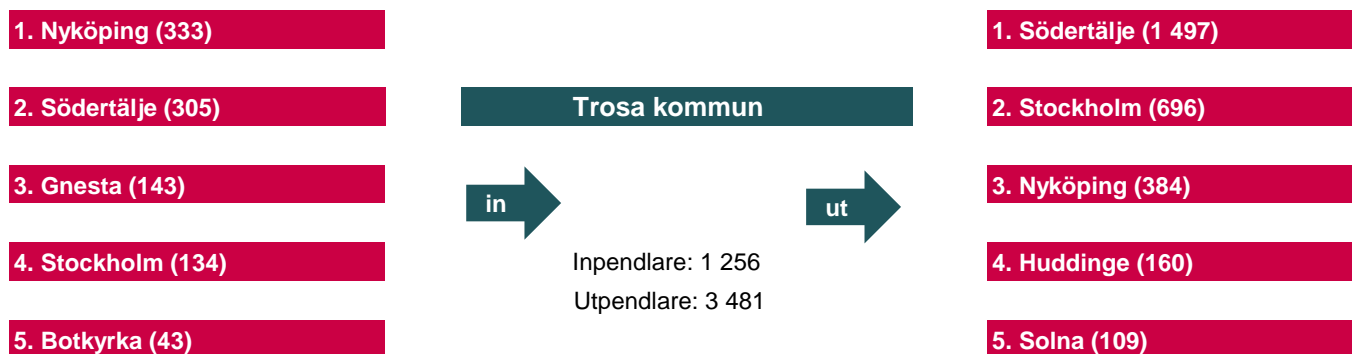 1. Nyköping (333)
2. Södertälje (305)
3. Gnesta (143)
4. Stockholm (134)
5. Botkyrka (43)
Trosa kommun
in
ut
Inpendlare: 1 256
Utpendlare: 3 481
1. Södertälje (1 497)
2. Stockholm (696)
3. Nyköping (384)
4. Huddinge (160)
5. Solna (109)